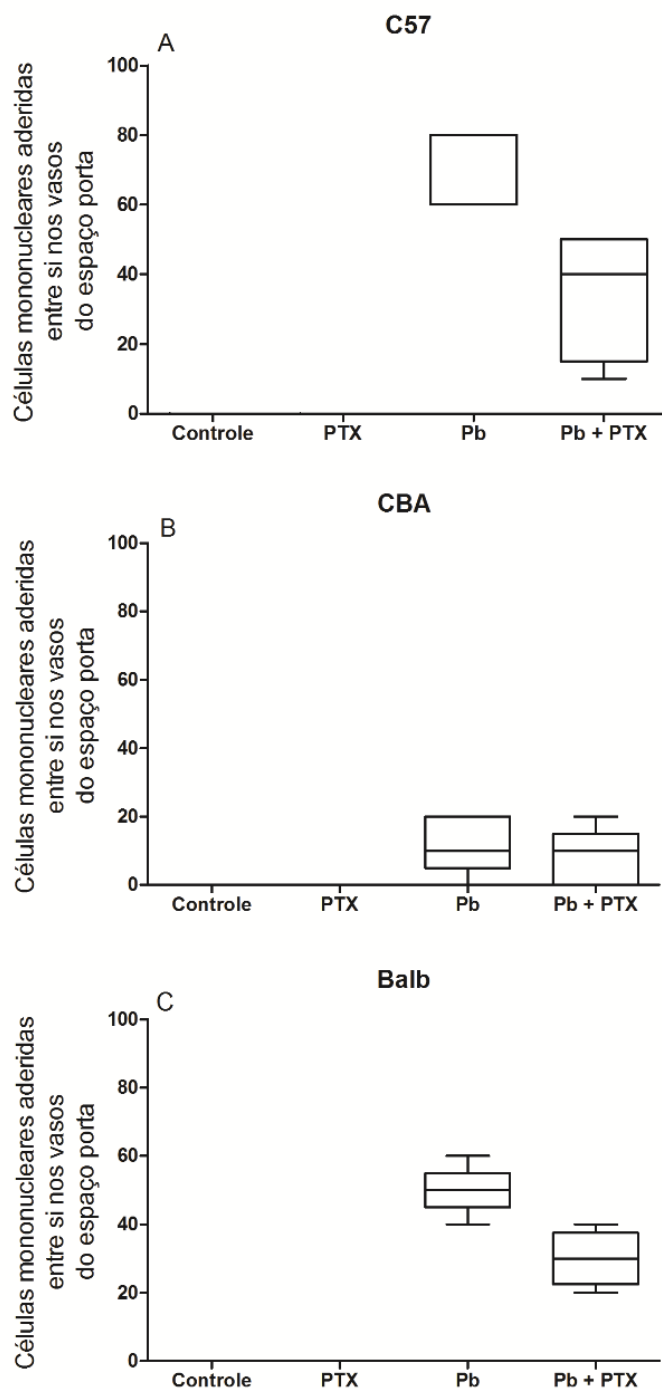 C57
A
Células mononucleares aderidas
entre si nos vasos
do espaço porta
100
80
60
40
20
0
Controle PTX Pb Pb + PTX
CBA
B
Células mononucleares aderidas
entre si nos vasos
do espaço porta
100
80
60
40
20
0
Controle PTX Pb Pb + PTX
Balb
C
Células mononucleares aderidas
entre si nos vasos
do espaço porta
100
80
60
40
20
0
Controle PTX Pb Pb + PTX